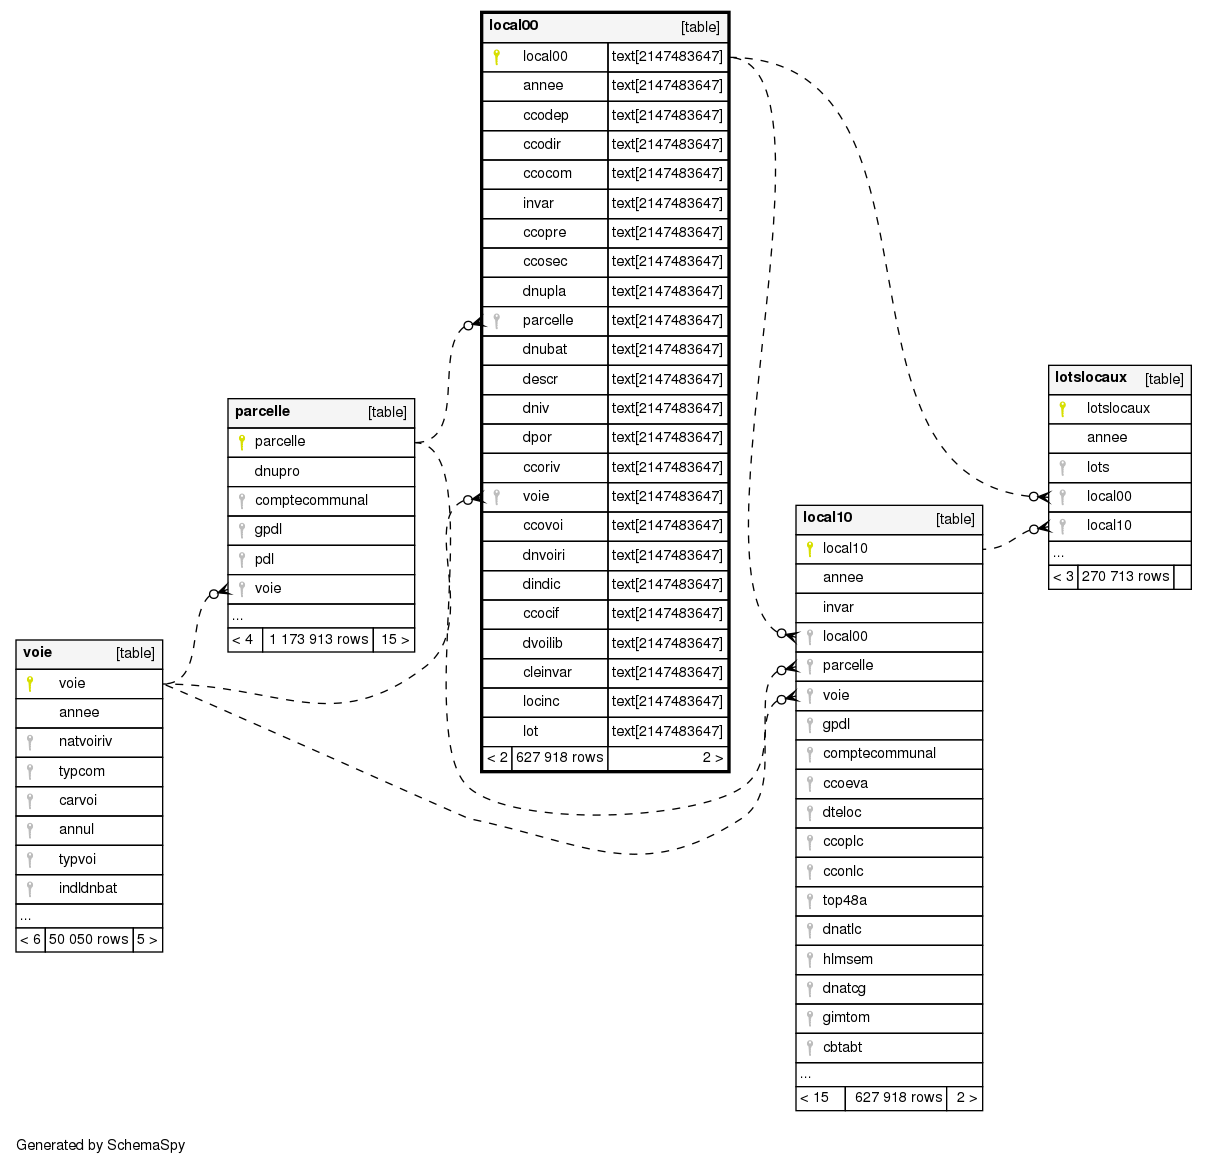 local00 [table]
local00 text[2147483647]
annee text[2147483647]
ccodep text[2147483647]
ccodir text[2147483647]
ccocom text[2147483647]
invar text[2147483647]
ccopre text[2147483647]
ccosec text[2147483647]
dnupla text[2147483647]
parcelle text[2147483647]
dnubat text[2147483647]
descr text[2147483647]
dniv text[2147483647]
dpor text[2147483647]
ccoriv text[2147483647]
voie text[2147483647]
ccovoi text[2147483647]
dnvoiri text[2147483647]
dindic text[2147483647]
ccocif text[2147483647]
dvoilib text[2147483647]
cleinvar text[2147483647]
locinc text[2147483647]
lot text[2147483647]
< 2 627 918 rows 2 >
parcelle [table]
parcelle
dnupro
comptecommunal
gpdl
pdl
voie
...
< 4 1 173 913 rows 15 >
voie [table]
voie
annee
natvoiriv
typcom
carvoi
annul
typvoi
indldnbat
...
< 6 50 050 rows 5 >
lotslocaux [table]
lotslocaux
annee
lots
local00
local10
...
< 3 270 713 rows
local10 [table]
local10
annee
invar
local00
parcelle
voie
gpdl
comptecommunal
ccoeva
dteloc
ccoplc
cconlc
top48a
dnatlc
hlmsem
dnatcg
gimtom
cbtabt
...
< 15 627 918 rows 2 >
Generated by SchemaSpy